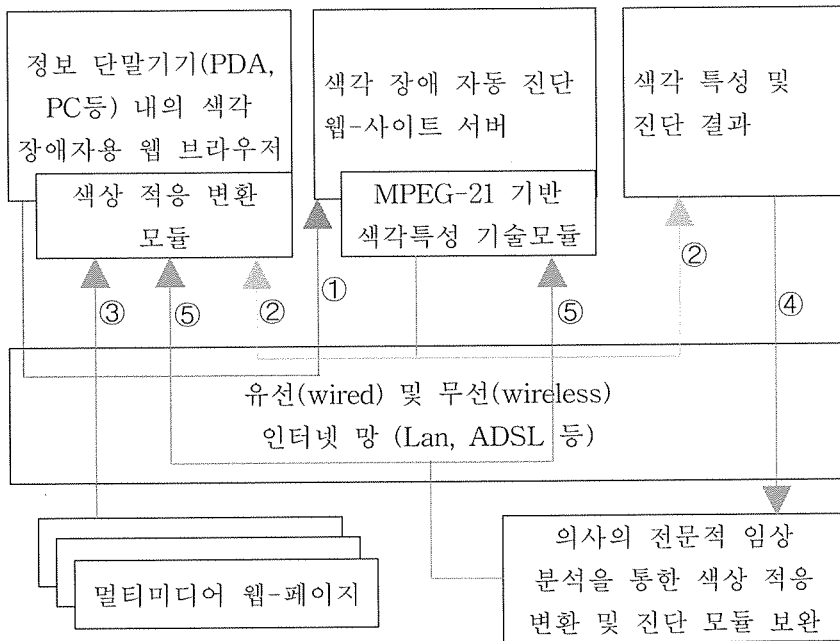 정보 단말기기(PDA,
PC등) 내의 색각
장애자용 웹 브라우저
색상 적응 변환
모듈
색각 장애 자동 진단
웹-사이트 서버
MPEG-21 기반
색각특성 기술모듈
색각 특성 및
진단 결과
③
⑤
②
①
⑤
②
④
유선(wired) 및 무선(wireless)
인터넷 망 (Lan, ADSL 등)
멀티미디어 웹-페이지
의사의 전문적 임상
분석을 통한 색상 적응
변환 및 진단 모듈 보완